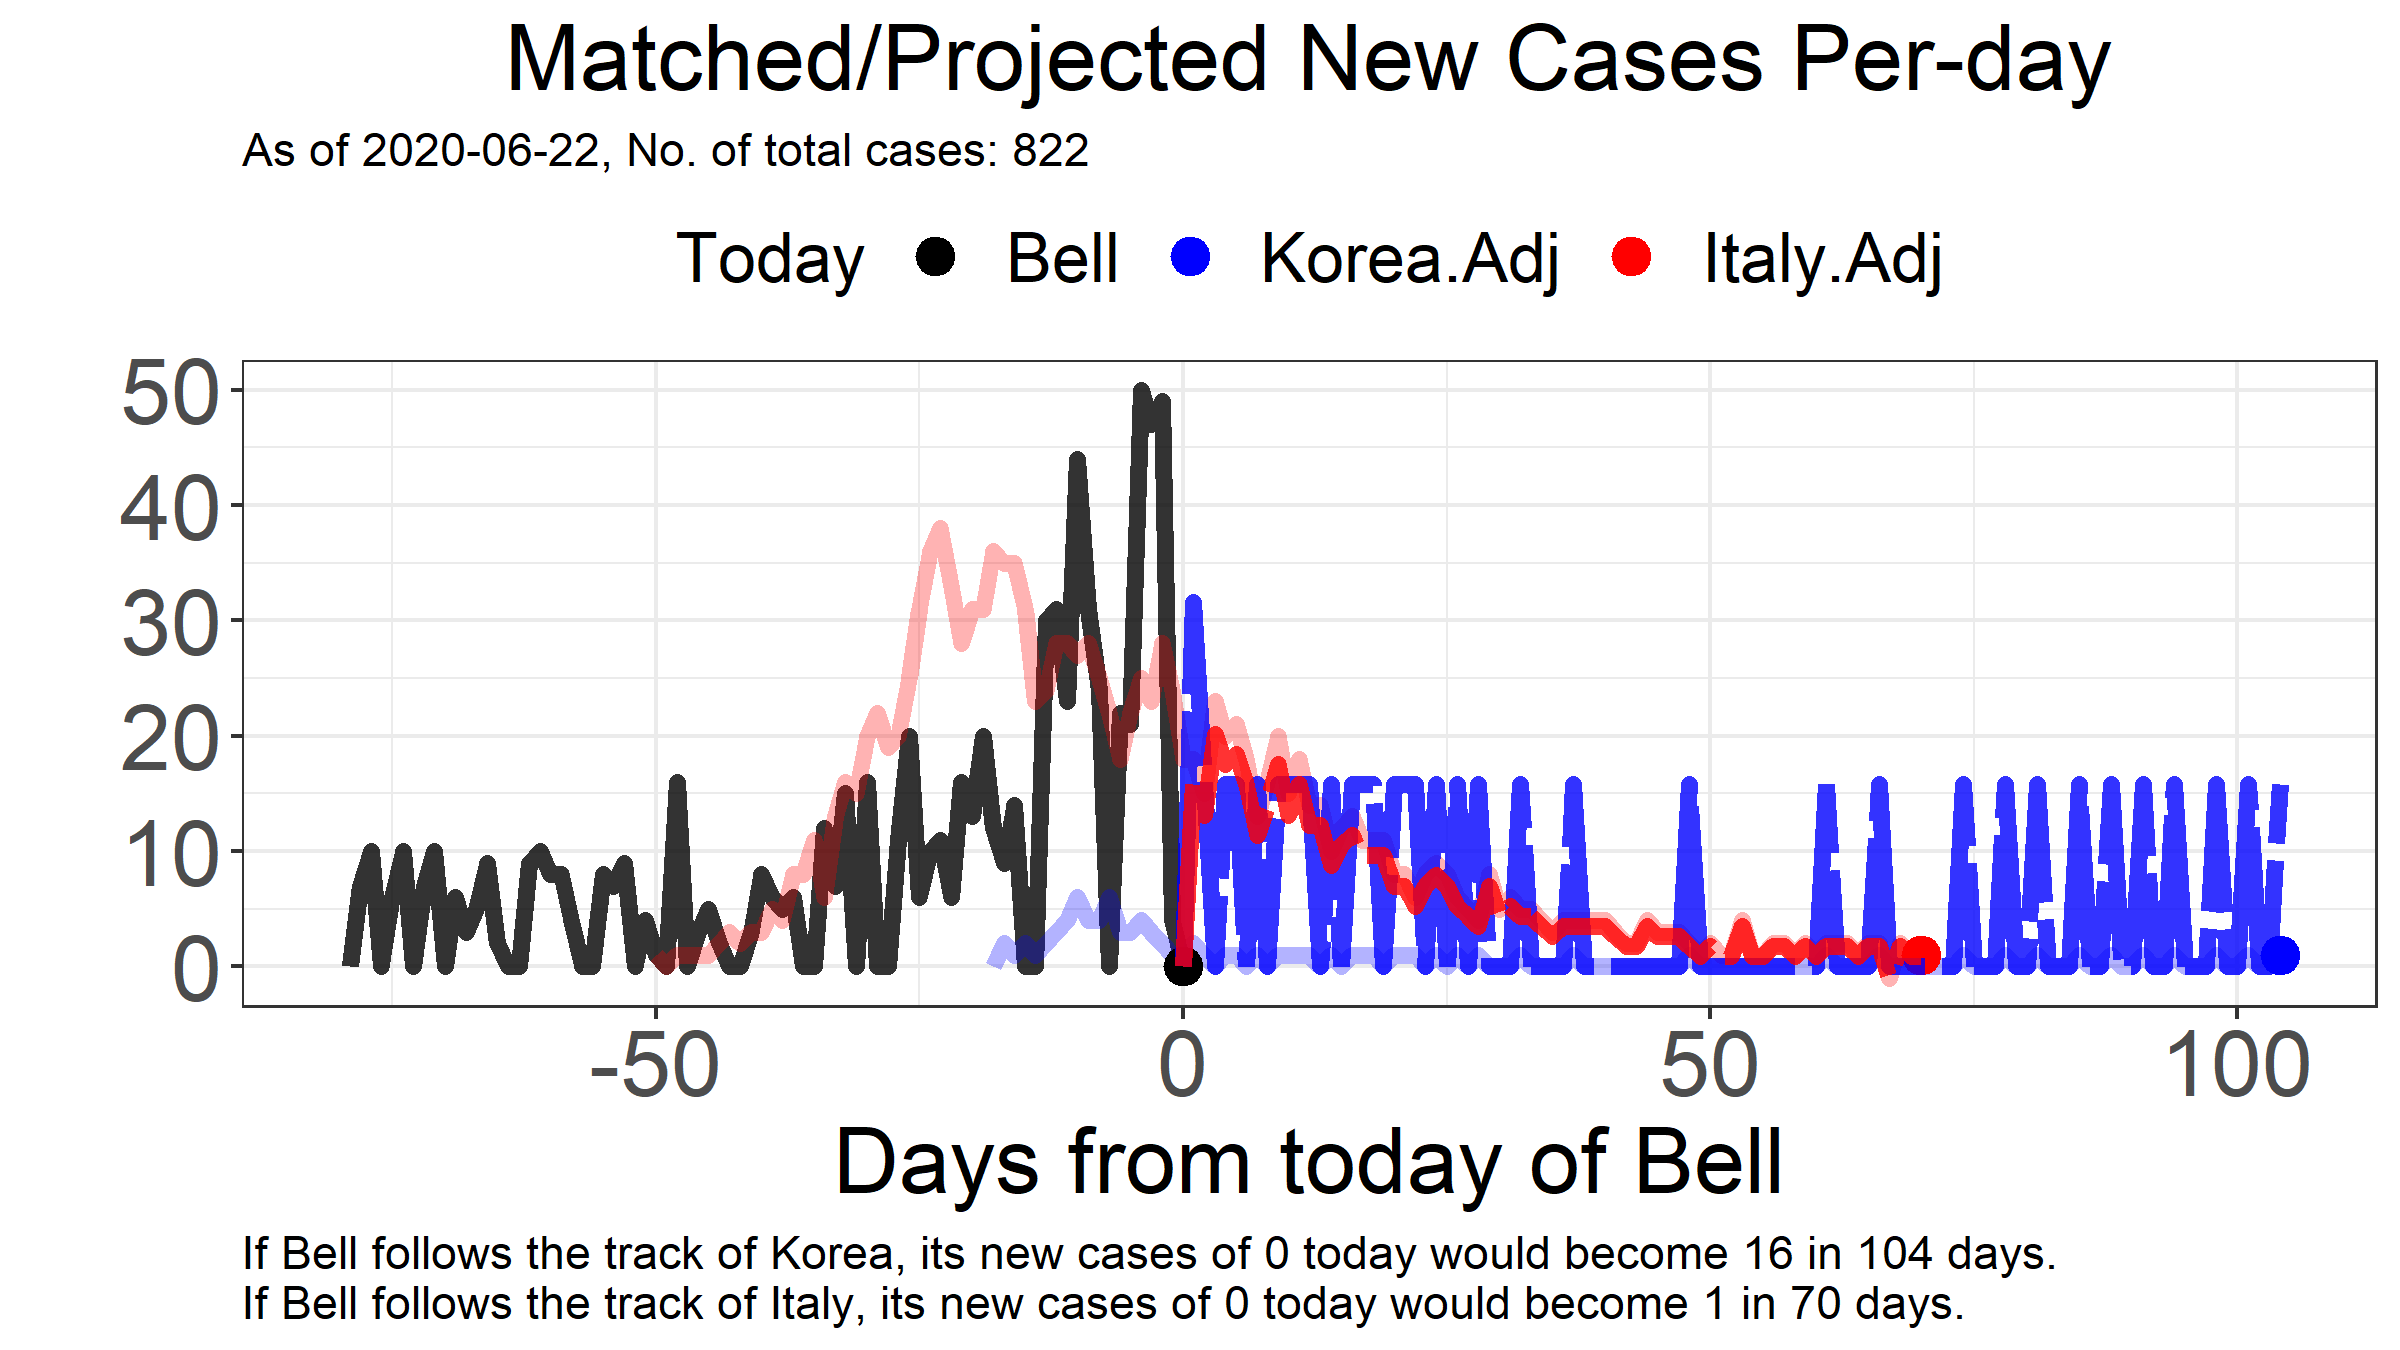 Matched/Projected New Cases Per-day
As of 2020-06-22, No. of total cases: 822
Today Bell Korea.Adj Italy.Adj
50
40
30
20
10
0
-50 0 50 100
Days from today of Bell
If Bell follows the track of Korea, its new cases of 0 today would become 16 in 104 days.
If Bell follows the track of Italy, its new cases of 0 today would become 1 in 70 days.